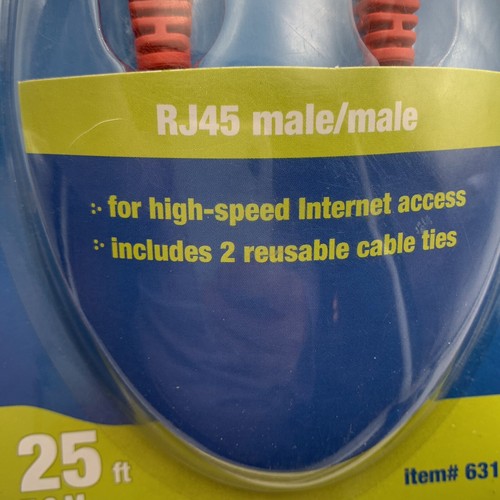 RJ45 male/male
for high-speed Internet access
includes 2 reusable cable ties
25 ft
item# 631